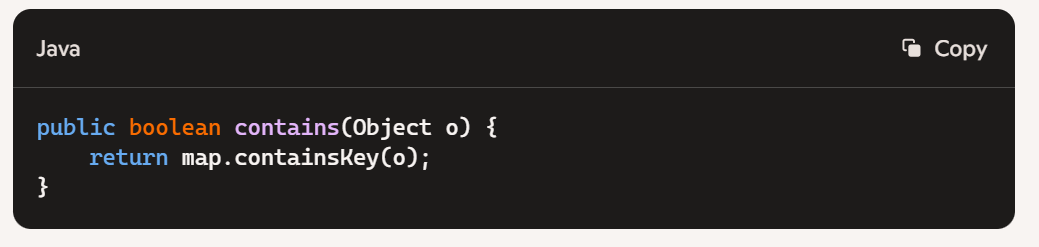 Java
Copy
public boolean contains(Object o) {
    return map.containsKey(o);
}